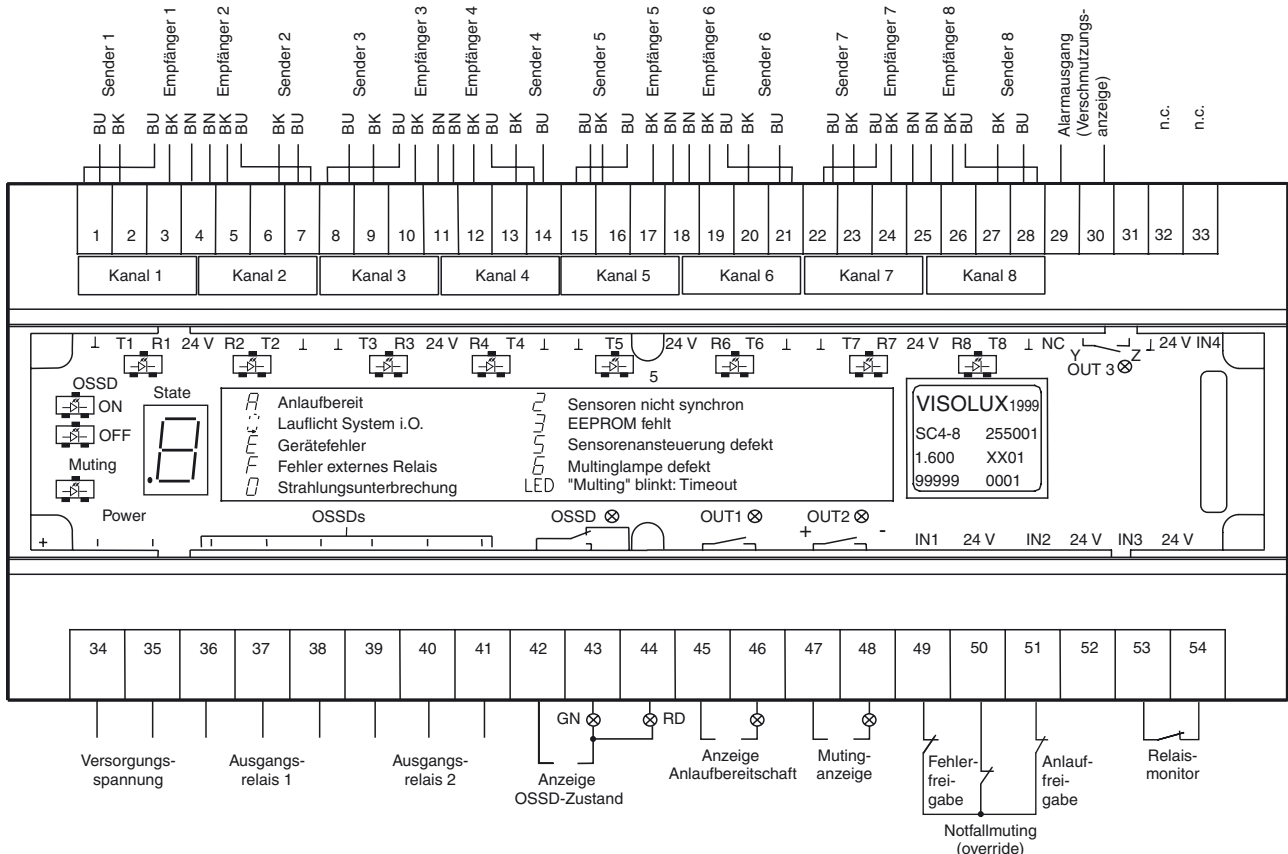 Sender 1
Empfänger 1
Empfänger 2
Sender 2
Sender 3
Empfänger 3
Empfänger 4
Sender 4
Sender 5
Empfänger 5
Empfänger 6
Sender 6
Sender 7
Empfänger 7
Empfänger 8
Sender 8
Alarmausgang
(Verschmutzungs-
anzeige)
n.c.
n.c.
BU BK BU BK BN BN BK BU BK BU
BU BK BU BK BN BN BK BU BK BU
BU BK BU BK BN BN BK BU BK BU
BU BK BU BK BN BN BK BU BK BU
1 2 3 4 5 6 7 8 9 10 11 12 13 14 15 16 17 18 19 20 21 22 23 24 25 26 27 28 29 30 31 32 33
Kanal 1 Kanal 2 Kanal 3 Kanal 4 Kanal 5 Kanal 6 Kanal 7 Kanal 8
⊥ T1 R1 24 V R2 T2 ⊥ ⊥ T3 R3 24 V R4 T4 ⊥ ⊥ T5 24 V R6 T6 ⊥ ⊥ T7 R7 24 V R8 T8 ⊥ NC Y Z ⊥ 24 V IN4
OUT 3
5
OSSD
ON
OFF
Muting
State
8
A Anlaufbereit
Lauflicht System i.O.
E Gerätefehler
F Fehler externes Relais
0 Strahlungsunterbrechung
2 Sensoren nicht synchron
3 EEPROM fehlt
5 Sensorenansteuerung defekt
6 Multinglampe defekt
LED "Multing" blinkt: Timeout
VISOLUX 1999
SC4-8 255001
1.600 XX01
99999 0001
Power
OSSDs
OSSD
OUT1
OUT2
+
+ -
IN1 24 V IN2 24 V IN3 24 V
34 35 36 37 38 39 40 41 42 43 44 45 46 47 48 49 50 51 52 53 54
GN
RD
Versorgungs-
spannung
Ausgangs-
relais 1
Ausgangs-
relais 2
Anzeige
OSSD-Zustand
Anzeige
Anlaufbereitschaft
Muting-
anzeige
Fehler-
frei-
gabe
Anlauf-
frei-
gabe
Relais-
monitor
Notfallmuting
(override)